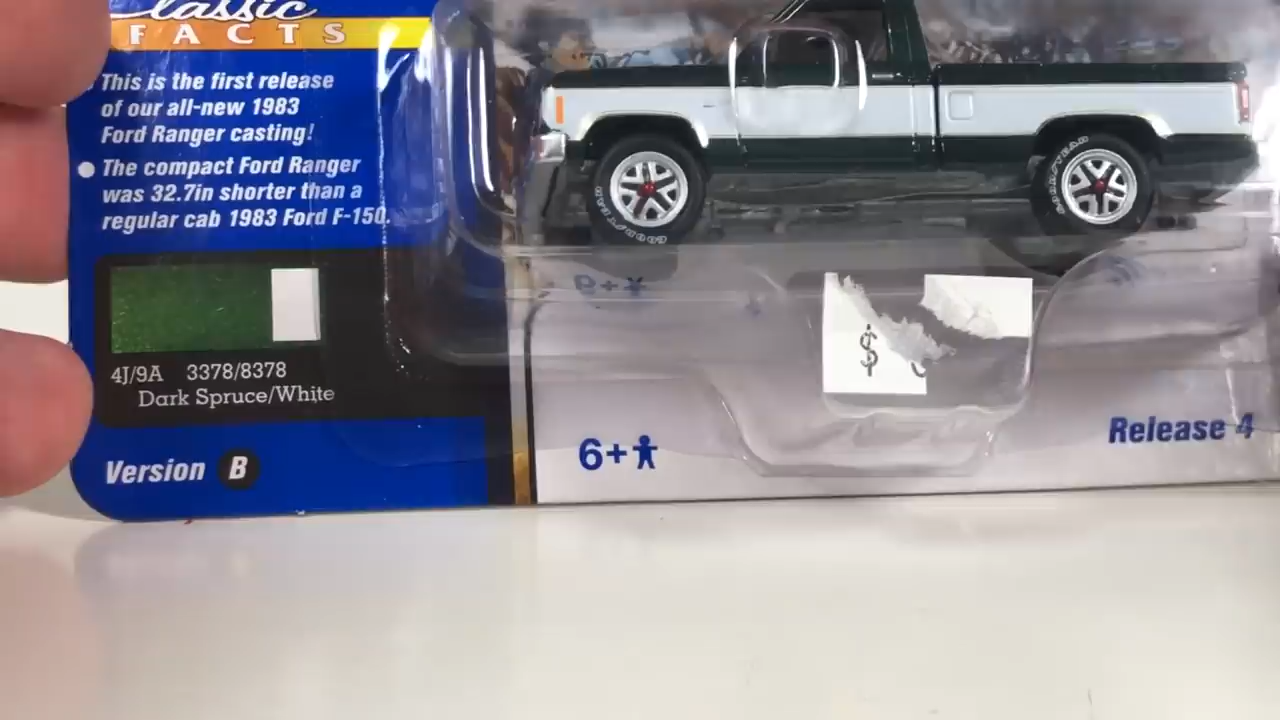 Classic
FACTS
This is the first release
of our all-new 1983
Ford Ranger casting!
The compact Ford Ranger
was 32.7in shorter than a
regular cab 1983 Ford F-150.
4J/9A 3378/8378
Dark Spruce/White
Version B
GOODYEAR
GOODYEAR
$
6+
Release 4